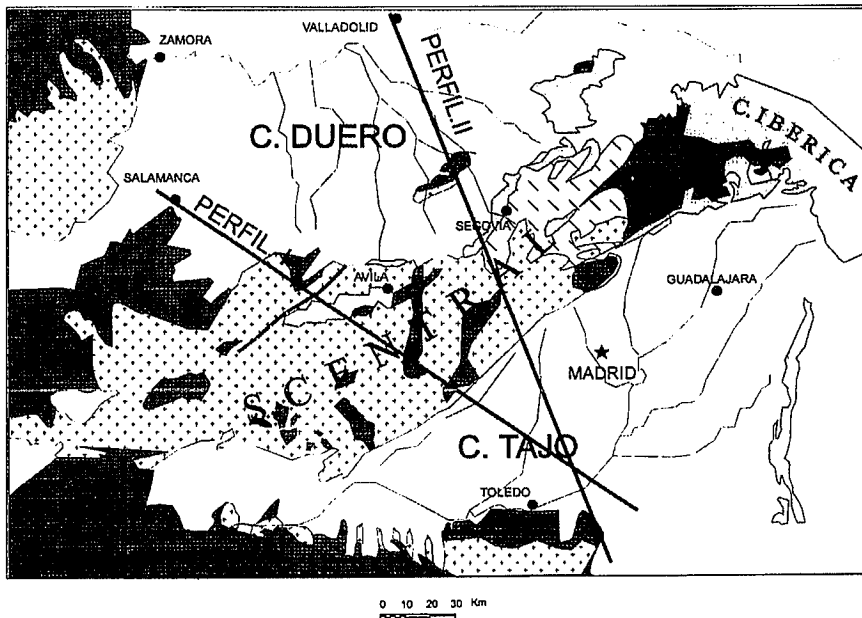 VALLADOLID
ZAMORA
PERFIL II
C. IBERICA
C. DUERO
SALAMANCA
PERFIL I
SEGOVIA
AVILA
GUADALAJARA
S CENTRAL
MADRID
C. TAJO
TOLEDO
0 10 20 30 Km